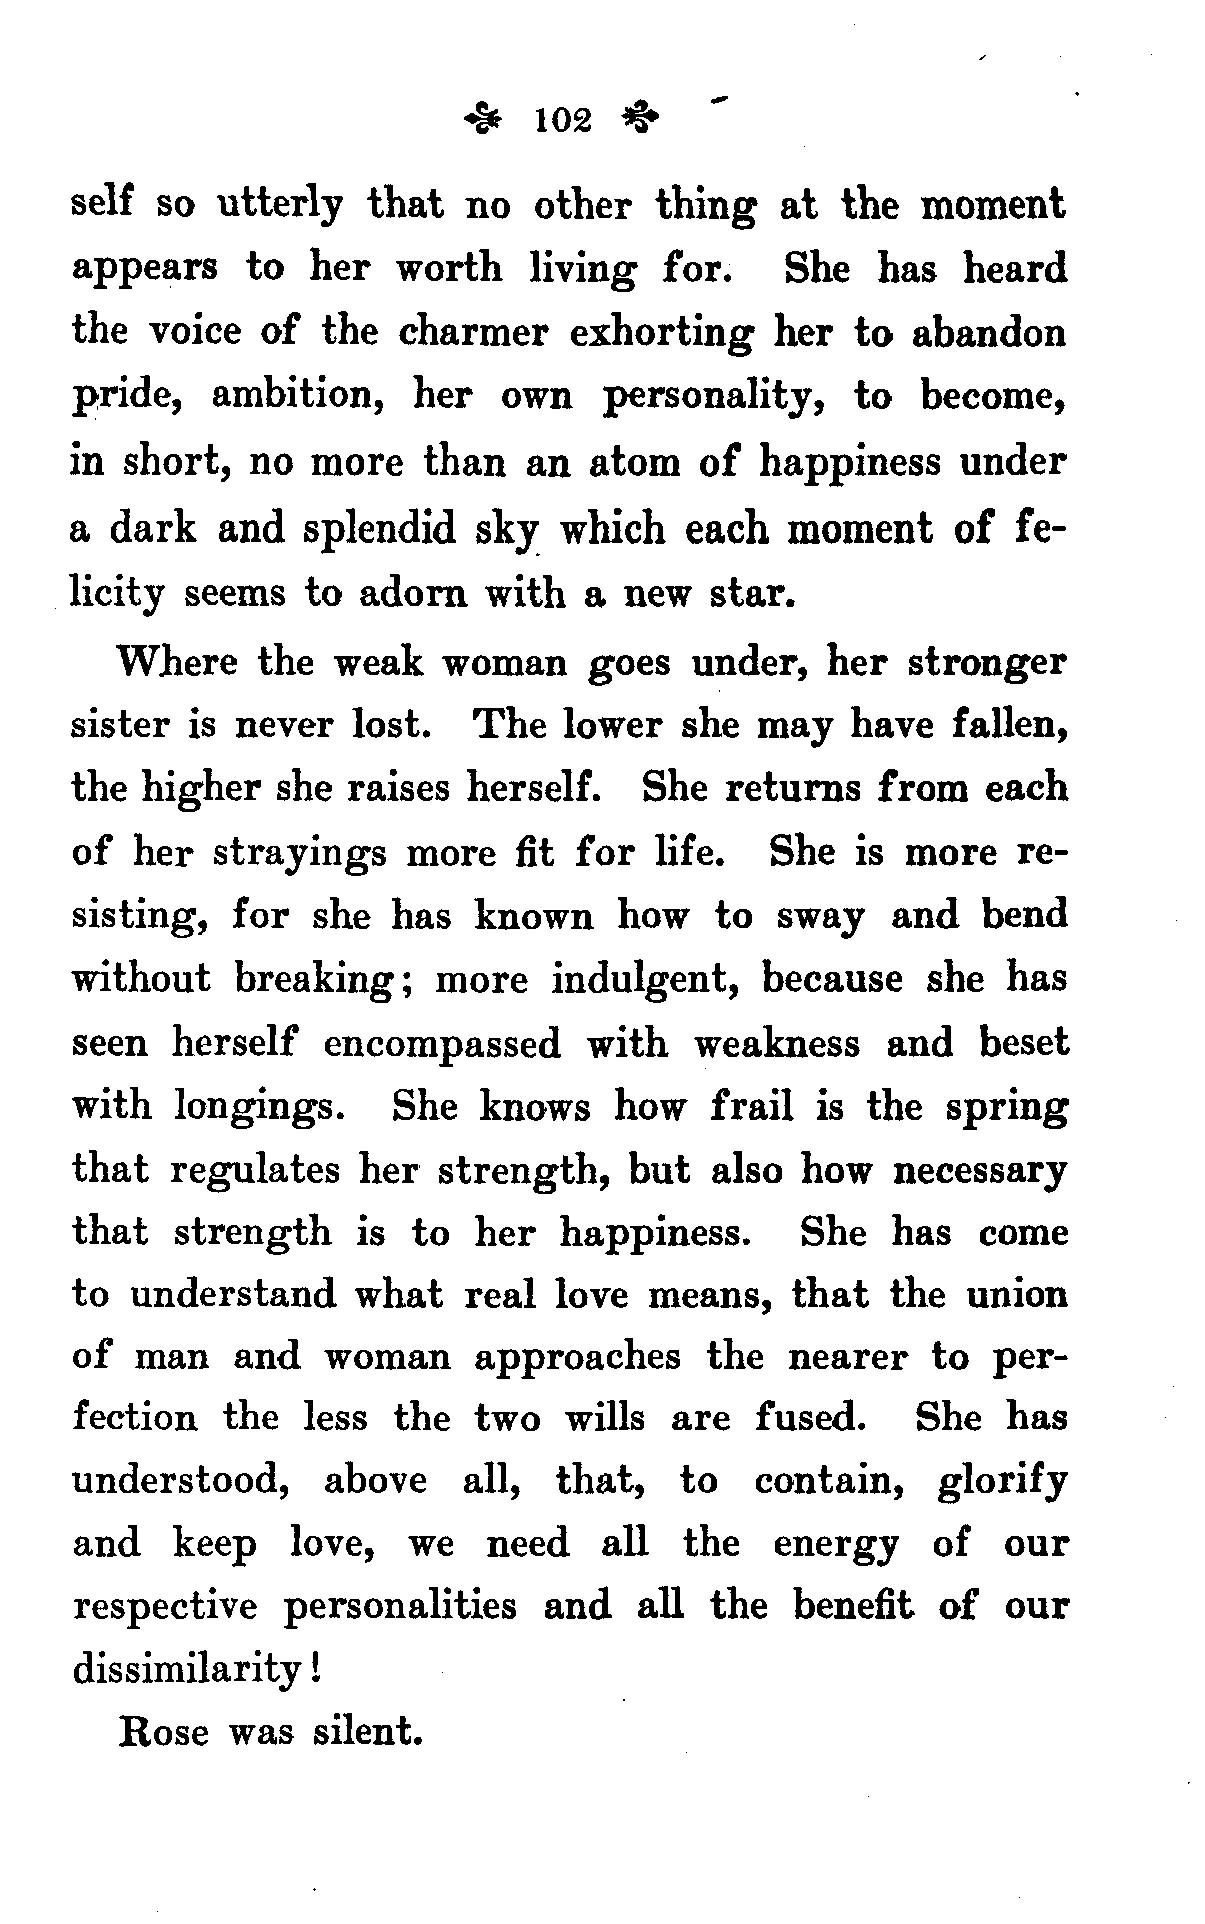 102
self so utterly that no other thing at the moment
appears to her worth living for. She has heard
the voice of the charmer exhorting her to abandon
pride, ambition, her own personality, to become,
in short, no more than an atom of happiness under
a dark and splendid sky which each moment of fe-
licity seems to adorn with a new star.
Where the weak woman goes under, her stronger
sister is never lost. The lower she may have fallen,
the higher she raises herself. She returns from each
of her strayings more fit for life. She is more re-
sisting, for she has known how to sway and bend
without breaking; more indulgent, because she has
seen herself encompassed with weakness and beset
with longings. She knows how frail is the spring
that regulates her strength, but also how necessary
that strength is to her happiness. She has come
to understand what real love means, that the union
of man and woman approaches the nearer to per-
fection the less the two wills are fused. She has
understood, above all, that, to contain, glorify
and keep love, we need all the energy of our
respective personalities and all the benefit of our
dissimilarity!
Rose was silent.